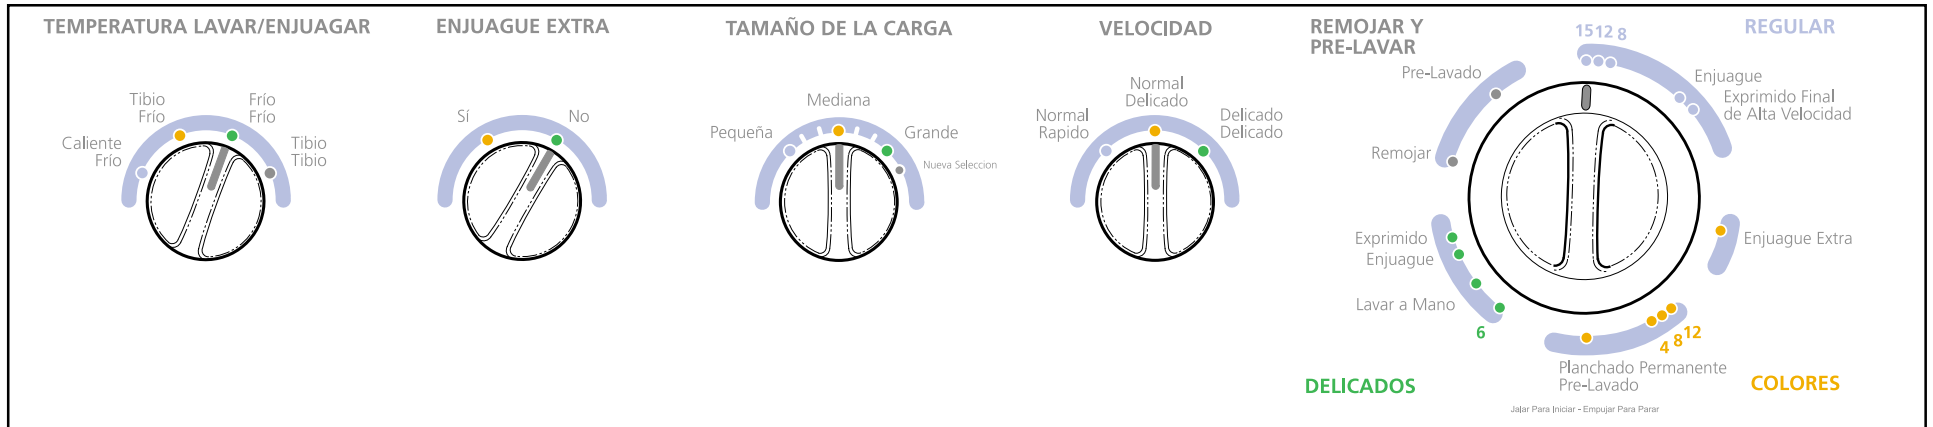 TEMPERATURA LAVAR/ENJUAGAR
Tibio
Frío
Frío
Frío
Caliente
Frío
Tibio
Tibio
ENJUAGUE EXTRA
Sí
No
TAMAÑO DE LA CARGA
Mediana
Pequeña
Grande
Nueva Seleccion
VELOCIDAD
Normal
Delicado
Normal
Rapido
Delicado
Delicado
REMOJAR Y
PRE-LAVAR
Pre-Lavado
Remojar
15 12 8
REGULAR
Enjuague
Exprimido Final
de Alta Velocidad
Enjuague Extra
Exprimido
Enjuague
Lavar a Mano
6
DELICADOS
4 8 12
Planchado Permanente
Pre-Lavado
COLORES
Jalar Para Iniciar - Empujar Para Parar